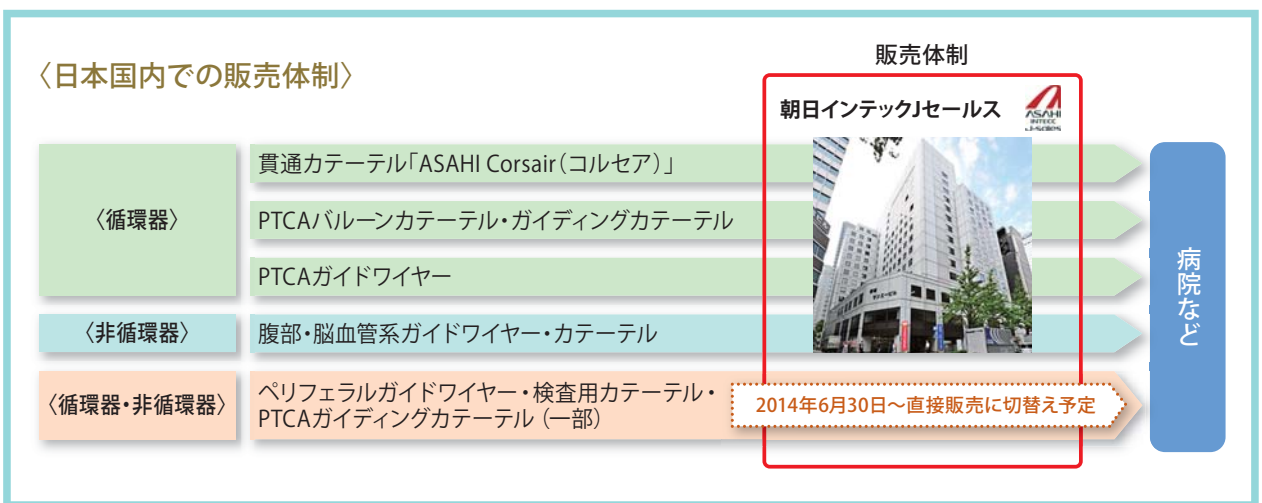 販売体制
〈日本国内での販売体制〉
朝日インテックJセールス
ASAHI
INTECC
J-sales
〈循環器〉
貫通カテーテル「ASAHI Corsair（コルセア）」
PTCAバルーンカテーテル・ガイディングカテーテル
PTCAガイドワイヤー
〈非循環器〉
腹部・脳血管系ガイドワイヤー・カテーテル
〈循環器・非循環器〉
ペリフェラルガイドワイヤー・検査用カテーテル・
PTCAガイディングカテーテル（一部）
2014年6月30日～直接販売に切替え予定
病院など